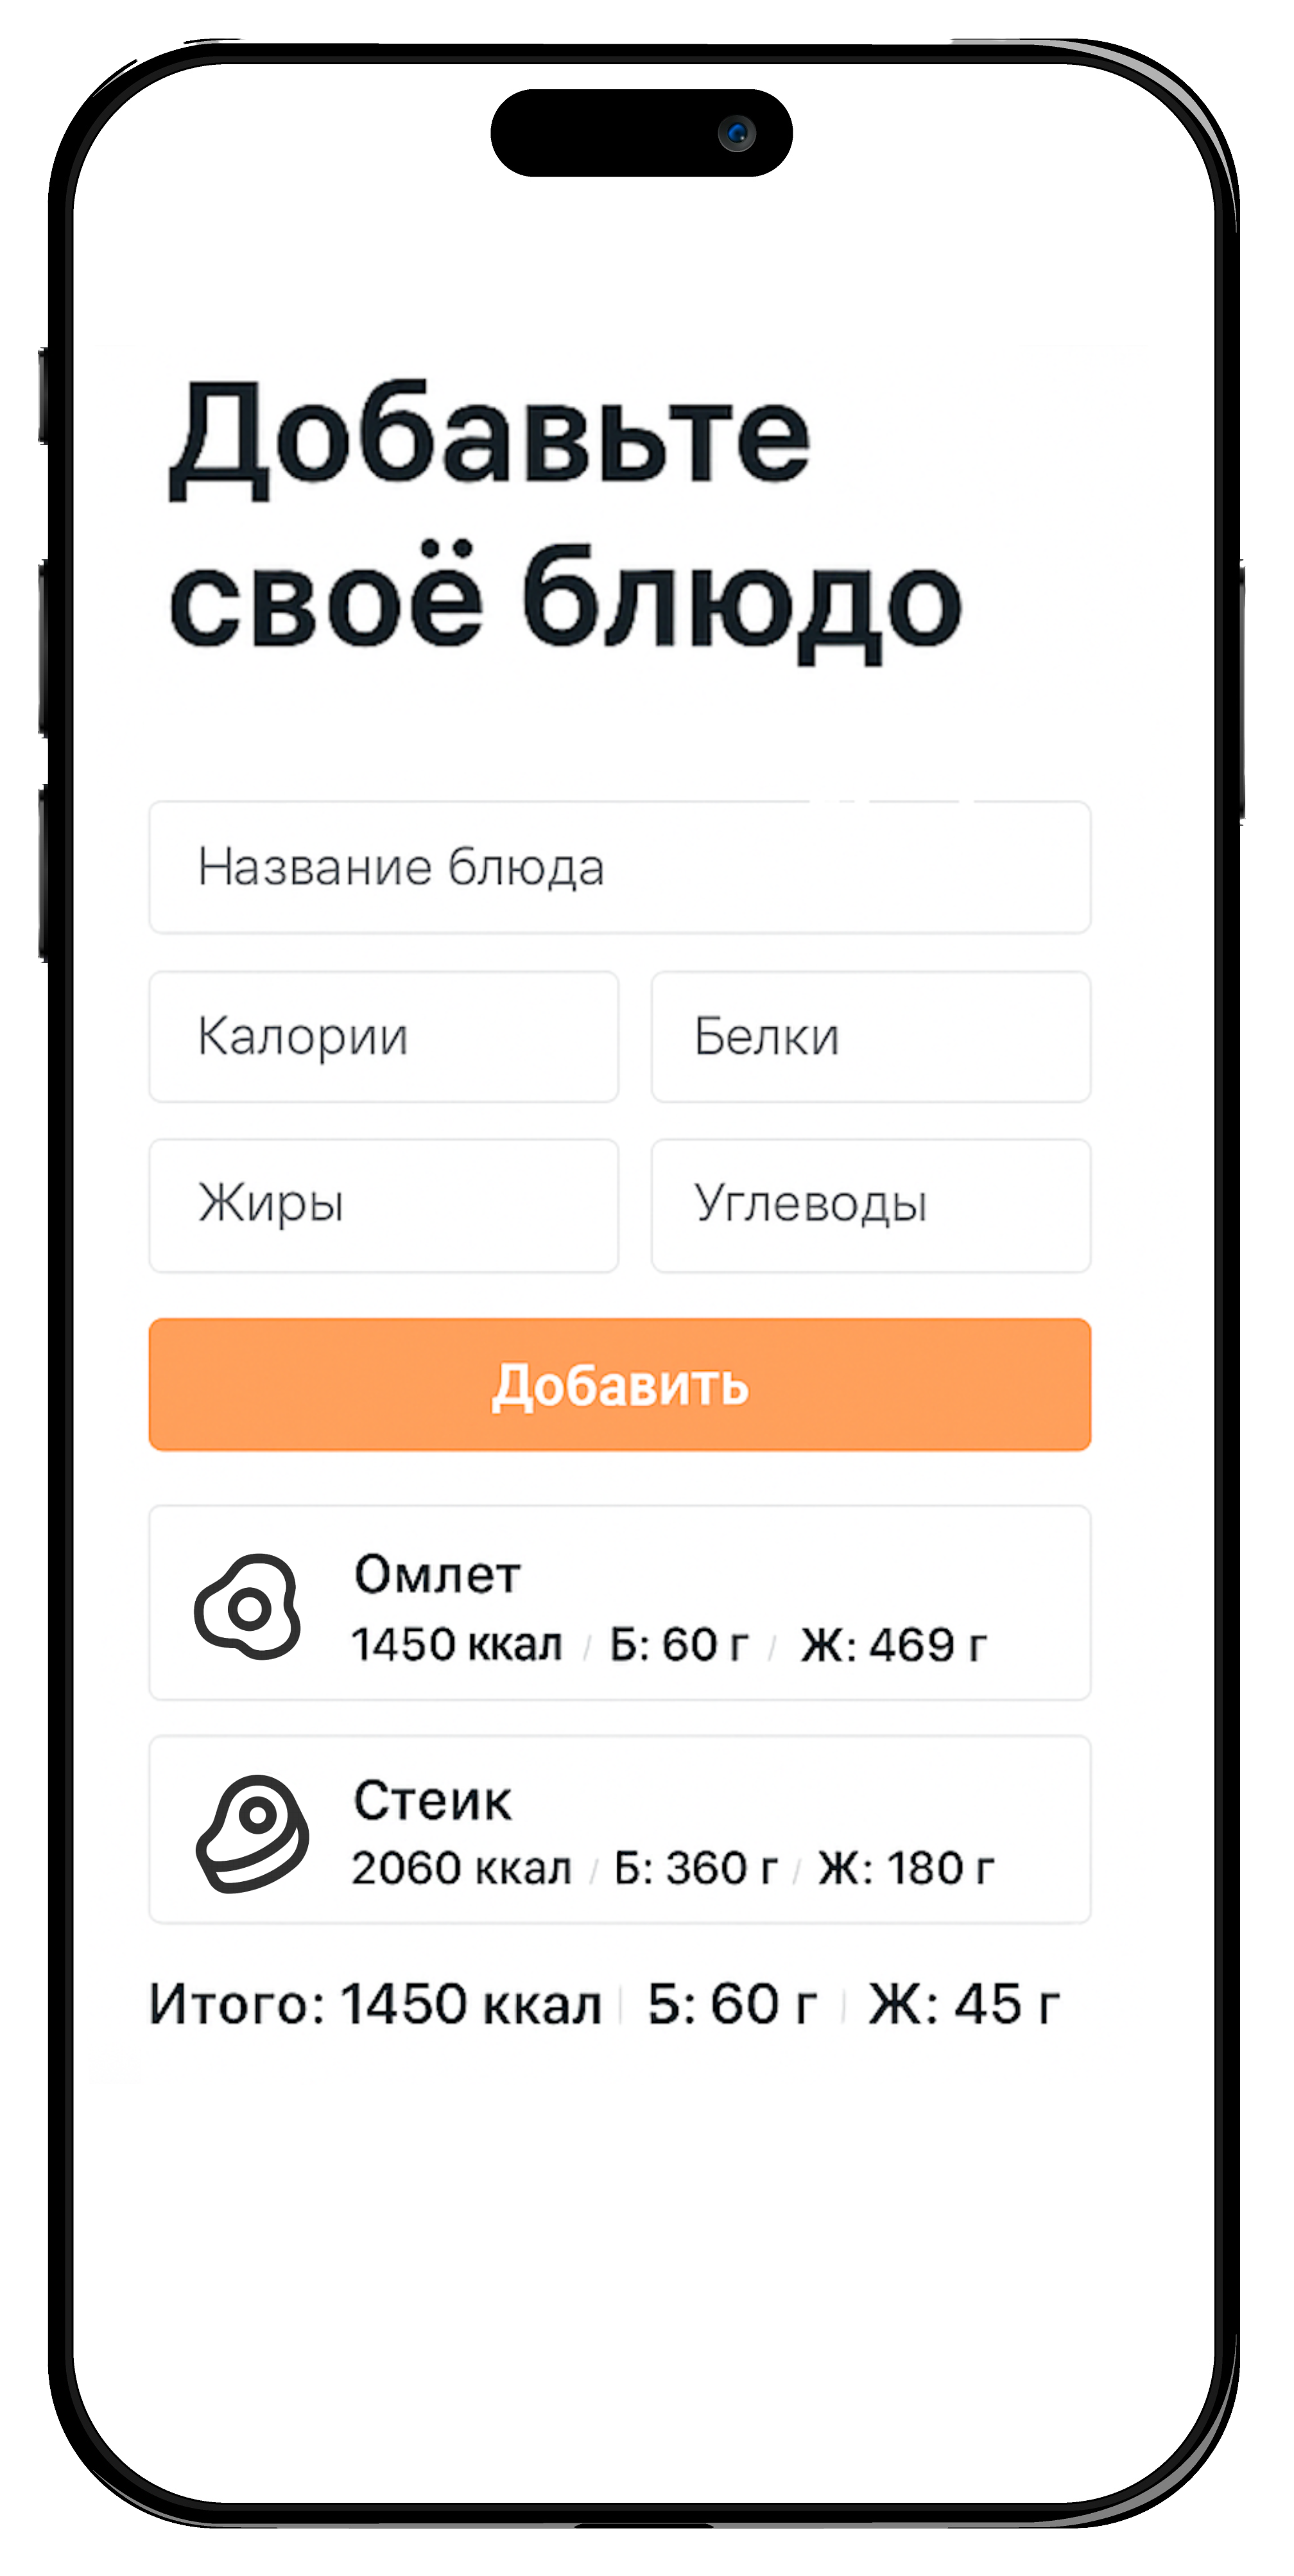 Добавьте
своё блюдо
Название блюда
Калории
Белки
Жиры
Углеводы
Добавить
Омлет
1450 ккал / Б: 60 г / Ж: 469 г
Стеик
2060 ккал / Б: 360 г / Ж: 180 г
Итого: 1450 ккал | 5: 60 г | Ж: 45 г